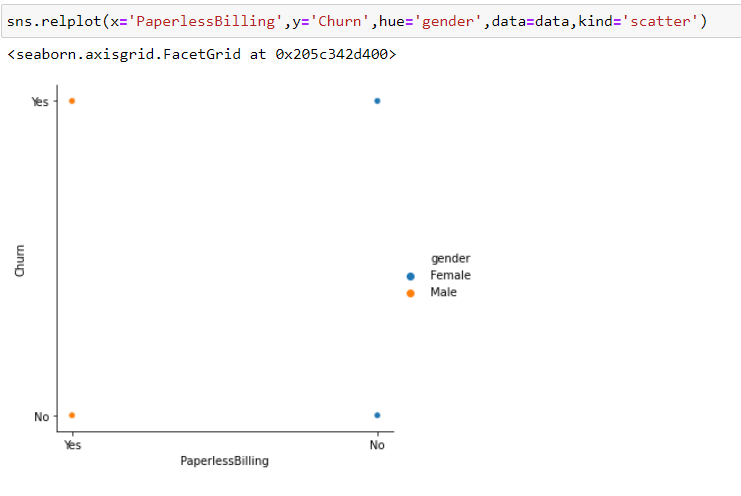 sns.relplot(x='PaperlessBilling',y='Churn',hue='gender',data=data,kind='scatter')
<seaborn.axisgrid.FacetGrid at 0x205c342d400>
Yes
Churn
gender
Female
Male
No
Yes
No
PaperlessBilling